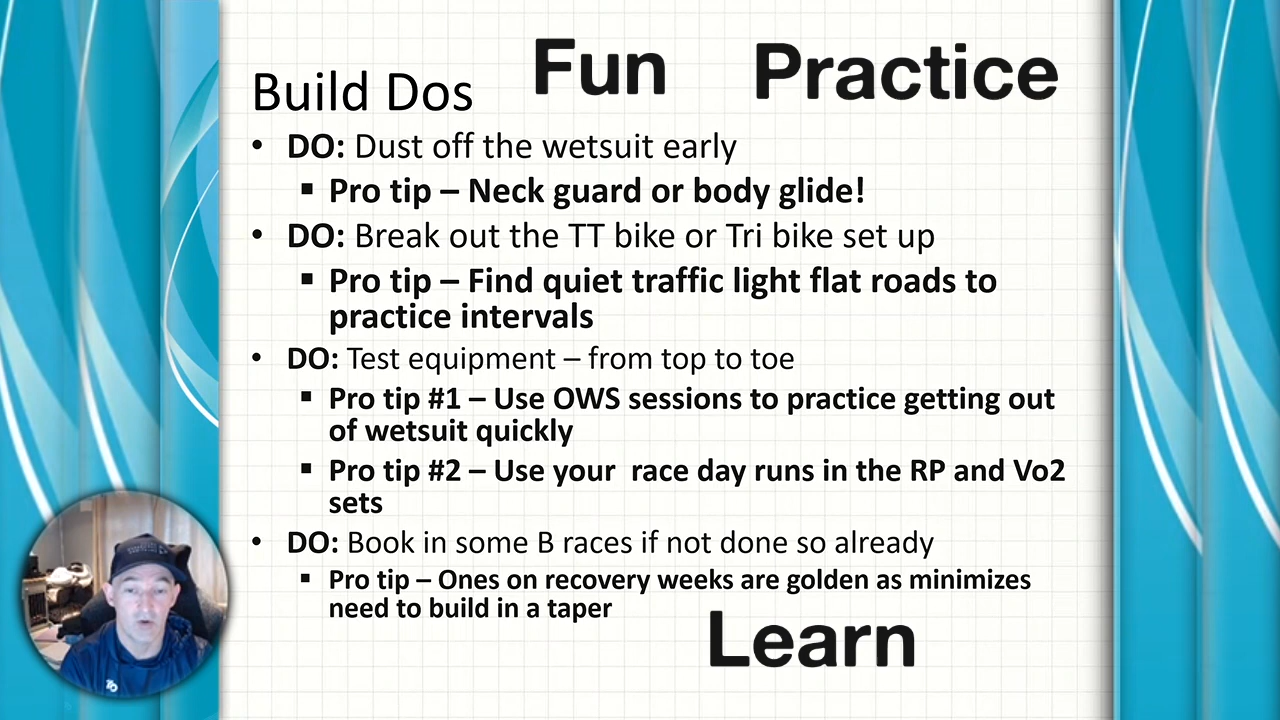 Fun Practice
Build Dos
• DO: Dust off the wetsuit early
▪ Pro tip – Neck guard or body glide!
• DO: Break out the TT bike or Tri bike set up
▪ Pro tip – Find quiet traffic light flat roads to
practice intervals
• DO: Test equipment – from top to toe
▪ Pro tip #1 – Use OWS sessions to practice getting out
of wetsuit quickly
▪ Pro tip #2 – Use your  race day runs in the RP and Vo2
sets
• DO: Book in some B races if not done so already
▪ Pro tip – Ones on recovery weeks are golden as minimizes
need to build in a taper
Learn